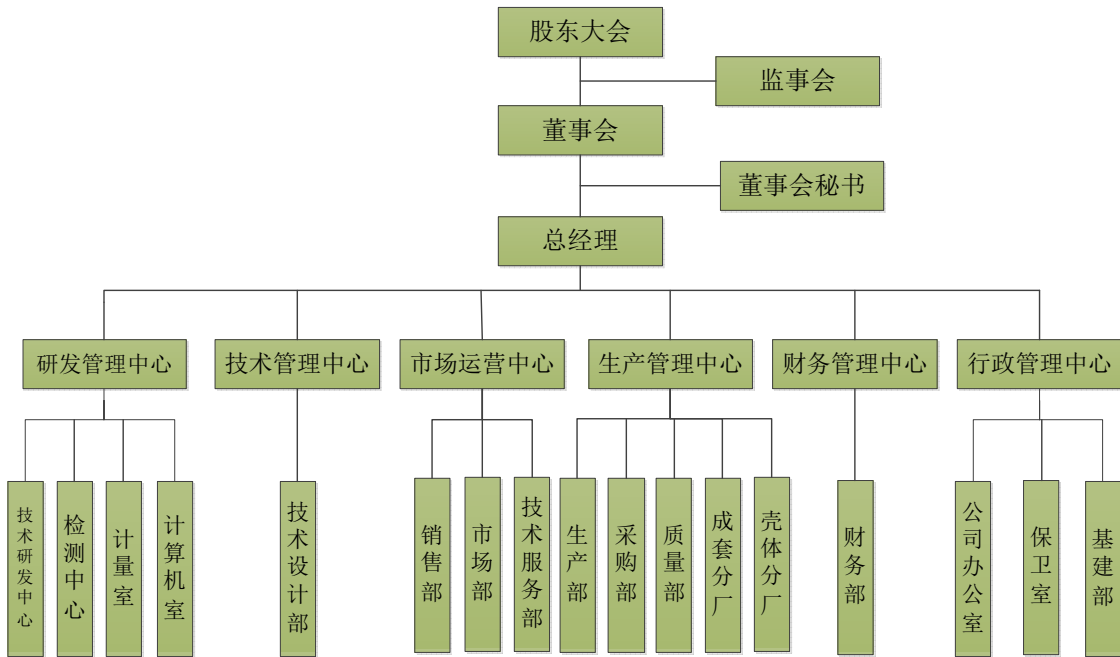 股东大会
监事会
董事会
董事会秘书
总经理
研发管理中心
技术管理中心
市场运营中心
生产管理中心
财务管理中心
行政管理中心
技术研发中心
检测中心
计量室
计算机室
技术设计部
销售部
市场部
技术服务部
生产部
采购部
质量部
成套分厂
壳体分厂
财务部
公司办公室
保卫室
基建部